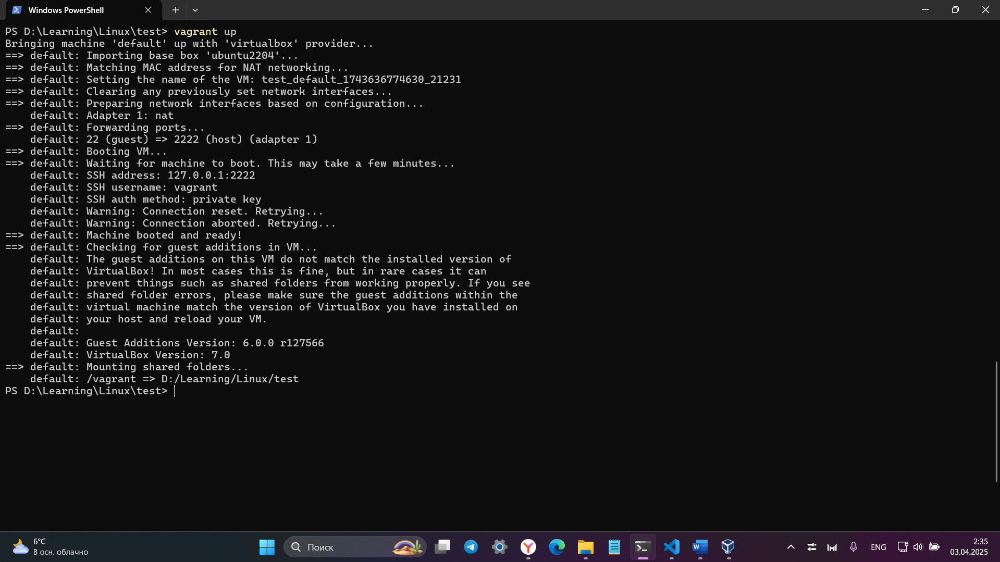 Windows PowerShell
PS D:\Learning\Linux\test> vagrant up
Bringing machine 'default' up with 'virtualbox' provider...
==> default: Importing base box 'ubuntu2204'...
==> default: Matching MAC address for NAT networking...
==> default: Setting the name of the VM: test_default_1743636774630_21231
==> default: Clearing any previously set network interfaces...
==> default: Preparing network interfaces based on configuration...
    default: Adapter 1: nat
==> default: Forwarding ports...
    default: 22 (guest) => 2222 (host) (adapter 1)
==> default: Booting VM...
==> default: Waiting for machine to boot. This may take a few minutes...
    default: SSH address: 127.0.0.1:2222
    default: SSH username: vagrant
    default: SSH auth method: private key
    default: Warning: Connection reset. Retrying...
    default: Warning: Connection aborted. Retrying...
==> default: Machine booted and ready!
==> default: Checking for guest additions in VM...
    default: The guest additions on this VM do not match the installed version of
    default: VirtualBox! In most cases this is fine, but in rare cases it can
    default: prevent things such as shared folders from working properly. If you see
    default: shared folder errors, please make sure the guest additions within the
    default: virtual machine match the version of VirtualBox you have installed on
    default: your host and reload your VM.
    default:
    default: Guest Additions Version: 6.0.0 r127566
    default: VirtualBox Version: 7.0
==> default: Mounting shared folders...
    default: /vagrant => D:/Learning/Linux/test
PS D:\Learning\Linux\test>
6°C
В осн. облачно
Поиск
ENG
2:35
03.04.2025